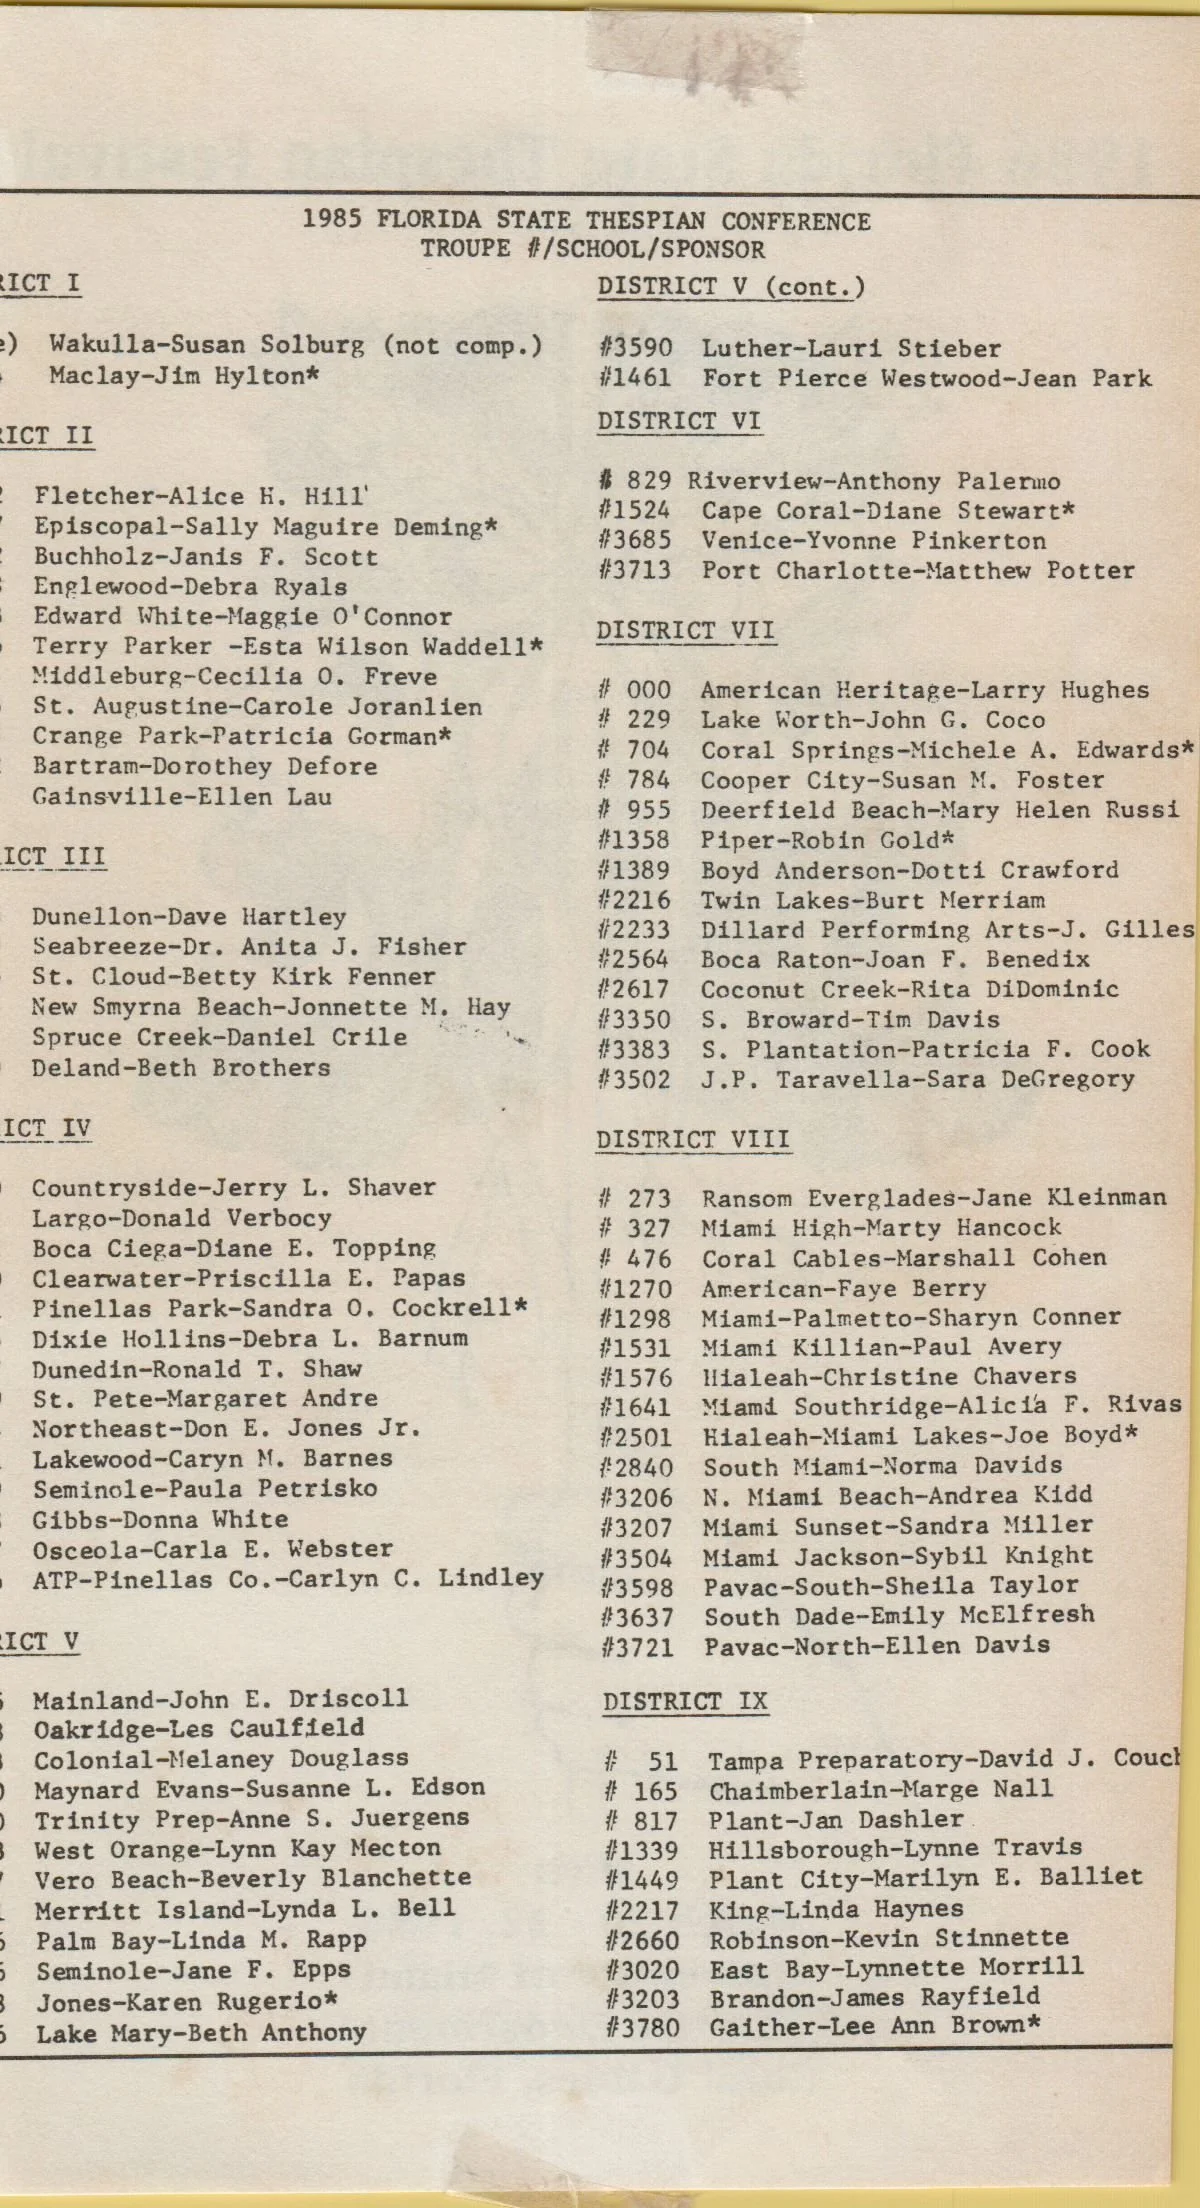 1985 FLORIDA STATE THESPIAN CONFERENCE
TROUPE #/SCHOOL/SPONSOR
RICT I
e) Wakulla-Susan Solburg (not comp.)
Maclay-Jim Hylton*
RICT II
Fletcher-Alice H. Hill
Episcopal-Sally Maguire Deming*
Buchholz-Janis F. Scott
Englewood-Debra Ryals
Edward White-Maggie O'Connor
Terry Parker -Esta Wilson Waddell*
Middleburg-Cecilia O. Freve
St. Augustine-Carole Joranlien
Crange Park-Patricia Gorman*
Bartram-Dorothey Defore
Gainsville-Ellen Lau
ICT III
Dunellon-Dave Hartley
Seabreeze-Dr. Anita J. Fisher
St. Cloud-Betty Kirk Fenner
New Smyrna Beach-Jonnette M. Hay
Spruce Creek-Daniel Crile
Deland-Beth Brothers
ICT IV
Countryside-Jerry L. Shaver
Largo-Donald Verbocy
Boca Ciega-Diane E. Topping
Clearwater-Priscilla E. Papas
Pinellas Park-Sandra O. Cockrell*
Dixie Hollins-Debra L. Barnum
Dunedin-Ronald T. Shaw
St. Pete-Margaret Andre
Northeast-Don E. Jones Jr.
Lakewood-Caryn M. Barnes
Seminole-Paula Petrisko
Gibbs-Donna White
Osceola-Carla E. Webster
ATP-Pinellas Co.-Carlyn C. Lindley
RICT V
Mainland-John E. Driscoll
Oakridge-Les Caulfield
Colonial-Melaney Douglass
Maynard Evans-Susanne L. Edson
Trinity Prep-Anne S. Juergens
West Orange-Lynn Kay Mecton
Vero Beach-Beverly Blanchette
Merritt Island-Lynda L. Bell
Palm Bay-Linda M. Rapp
Seminole-Jane F. Epps
Jones-Karen Rugerio*
Lake Mary-Beth Anthony
DISTRICT V (cont.)
#3590 Luther-Lauri Stieber
#1461 Fort Pierce Westwood-Jean Park
DISTRICT VI
# 829 Riverview-Anthony Palermo
#1524 Cape Coral-Diane Stewart*
#3685 Venice-Yvonne Pinkerton
#3713 Port Charlotte-Matthew Potter
DISTRICT VII
# 000 American Heritage-Larry Hughes
# 229 Lake Worth-John G. Coco
# 704 Coral Springs-Michele A. Edwards*
# 784 Cooper City-Susan M. Foster
# 955 Deerfield Beach-Mary Helen Russi
#1358 Piper-Robin Gold*
#1389 Boyd Anderson-Dotti Crawford
#2216 Twin Lakes-Burt Merriam
#2233 Dillard Performing Arts-J. Gilles
#2564 Boca Raton-Joan F. Benedix
#2617 Coconut Creek-Rita DiDominic
#3350 S. Broward-Tim Davis
#3383 S. Plantation-Patricia F. Cook
#3502 J.P. Taravella-Sara DeGregory
DISTRICT VIII
# 273 Ransom Everglades-Jane Kleinman
# 327 Miami High-Marty Hancock
# 476 Coral Cables-Marshall Cohen
#1270 American-Faye Berry
#1298 Miami-Palmetto-Sharyn Conner
#1531 Miami Killian-Paul Avery
#1576 Hialeah-Christine Chavers
#1641 Miami Southridge-Alicia F. Rivas
#2501 Hialeah-Miami Lakes-Joe Boyd*
#2840 South Miami-Norma Davids
#3206 N. Miami Beach-Andrea Kidd
#3207 Miami Sunset-Sandra Miller
#3504 Miami Jackson-Sybil Knight
#3598 Pavac-South-Sheila Taylor
#3637 South Dade-Emily McElfresh
#3721 Pavac-North-Ellen Davis
DISTRICT IX
# 51 Tampa Preparatory-David J. Couch
# 165 Chaimberlain-Marge Nall
# 817 Plant-Jan Dashler
#1339 Hillsborough-Lynne Travis
#1449 Plant City-Marilyn E. Balliet
#2217 King-Linda Haynes
#2660 Robinson-Kevin Stinnette
#3020 East Bay-Lynnette Morrill
#3203 Brandon-James Rayfield
#3780 Gaither-Lee Ann Brown*